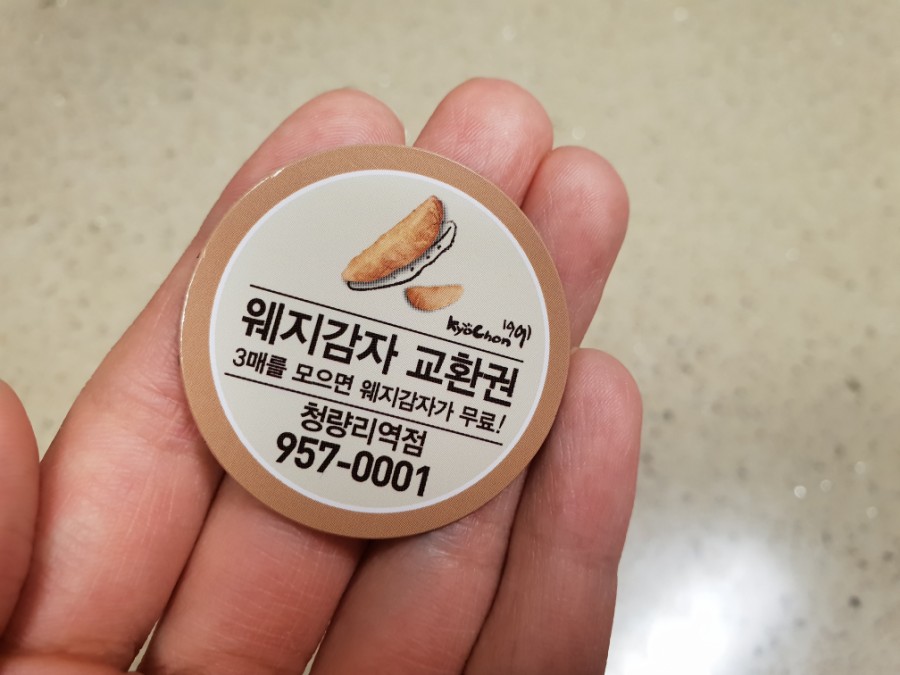 Kyochon 1991
웨지감자 교환권
3매를 모으면 웨지감자가 무료!
청량리역점
957-0001